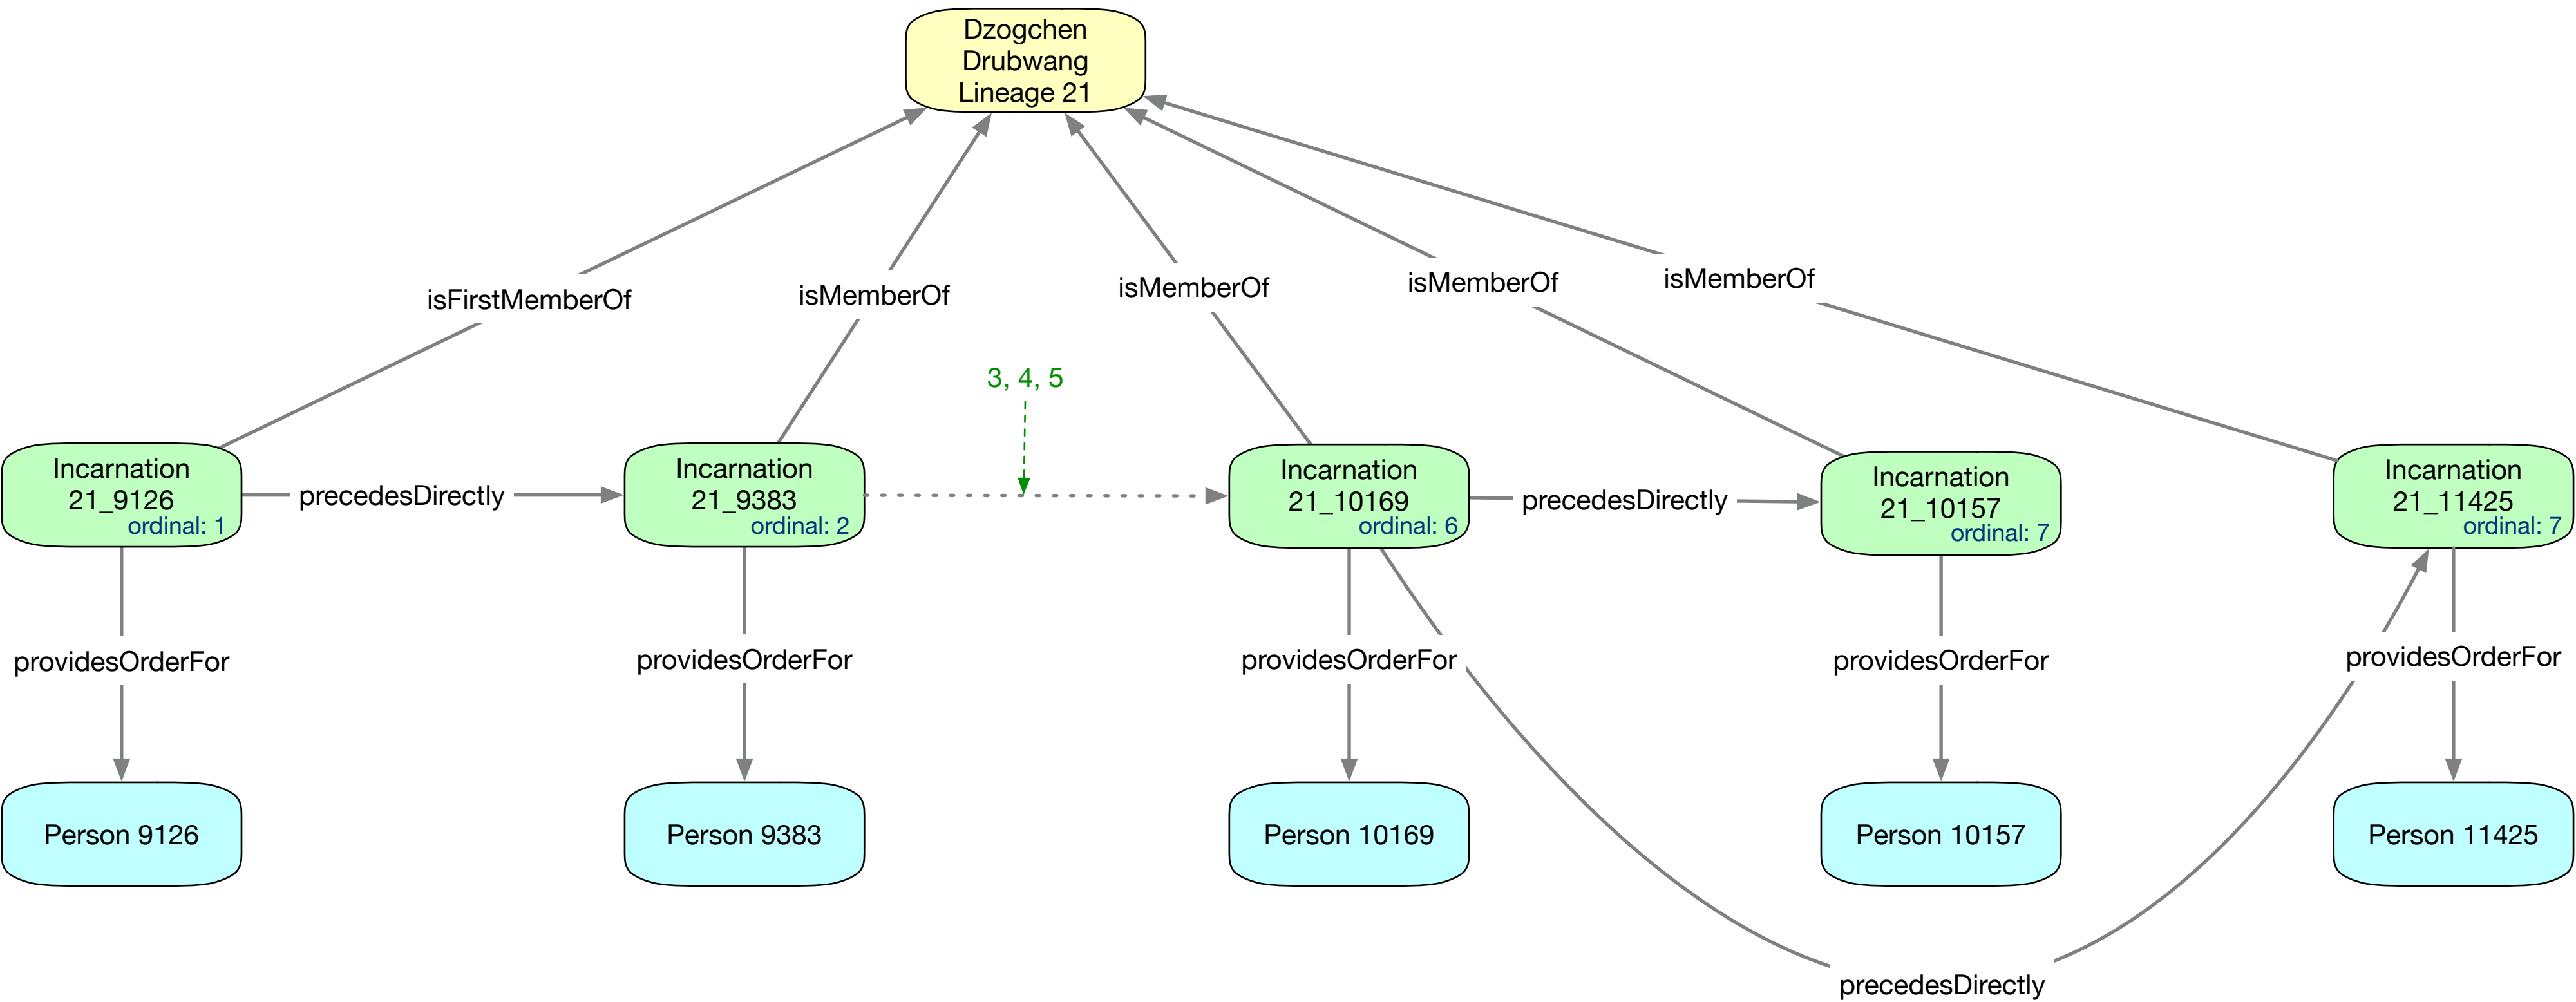 Dzogchen
Drubwang
Lineage 21
isFirstMemberOf
isMemberOf
isMemberOf
isMemberOf
isMemberOf
3, 4, 5
Incarnation
21_9126
ordinal: 1
precedesDirectly
Incarnation
21_9383
ordinal: 2
Incarnation
21_10169
ordinal: 6
precedesDirectly
Incarnation
21_10157
ordinal: 7
Incarnation
21_11425
ordinal: 7
providesOrderFor
providesOrderFor
providesOrderFor
providesOrderFor
providesOrderFor
Person 9126
Person 9383
Person 10169
Person 10157
Person 11425
precedesDirectly